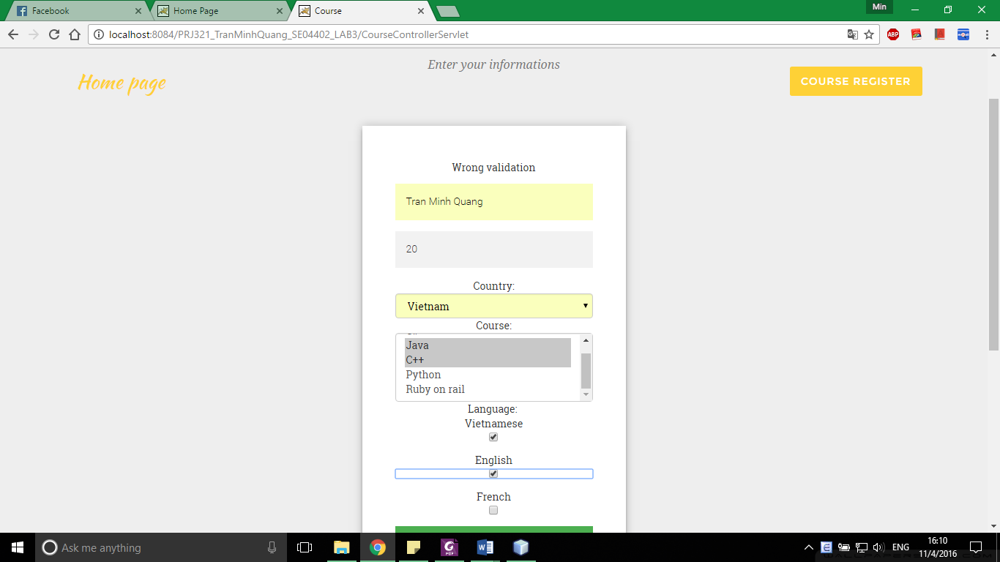 Facebook
Home Page
Course
Min
localhost:8084/PRJ321_TranMinhQuang_SE04402_LAB3/CourseControllerServlet
ABP
Enter your informations
Home page
COURSE REGISTER
Wrong validation
Tran Minh Quang
20
Country:
Vietnam
Course:
Java
C++
Python
Ruby on rail
Language:
Vietnamese
English
French
Ask me anything
ENG
16:10
11/4/2016